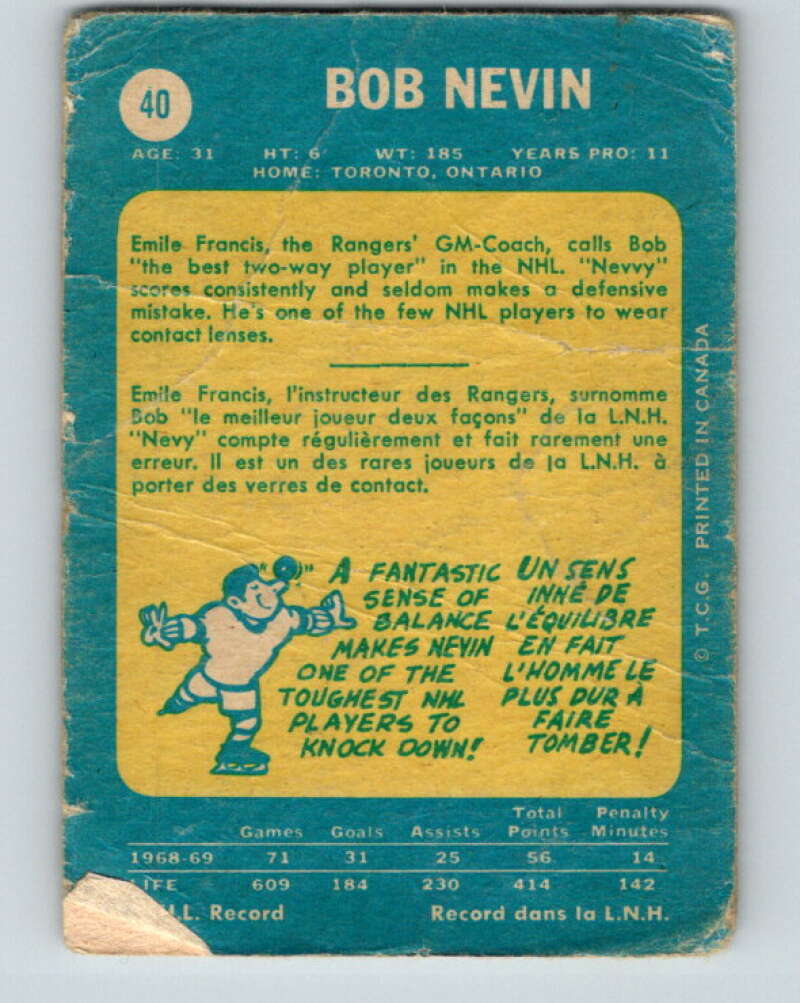 40
BOB NEVIN
AGE: 31 HT: 6' WT: 185 YEARS PRO: 11
HOME: TORONTO, ONTARIO
Emile Francis, the Rangers' GM-Coach, calls Bob
"the best two-way player" in the NHL. "Nevvy"
scores consistently and seldom makes a defensive
mistake. He's one of the few NHL players to wear
contact lenses.
Emile Francis, l'instructeur des Rangers, surnomme
Bob "le meilleur joueur deux façons" de la L.N.H.
"Nevy" compte régulièrement et fait rarement une
erreur. Il est un des rares joueurs de la L.N.H. à
porter des verres de contact.
A FANTASTIC
SENSE OF
BALANCE
MAKES NEVIN
ONE OF THE
TOUGHEST NHL
PLAYERS TO
KNOCK DOWN!
UN SENS
INNÉ DE
L'ÉQUILIBRE
EN FAIT
L'HOMME LE
PLUS DUR À
FAIRE
TOMBER!
© T.C.G. PRINTED IN CANADA
Total Penalty
Games Goals Assists Points Minutes
1968-69 71 31 25 56 14
IFE 609 184 230 414 142
L. Record Record dans la L.N.H.